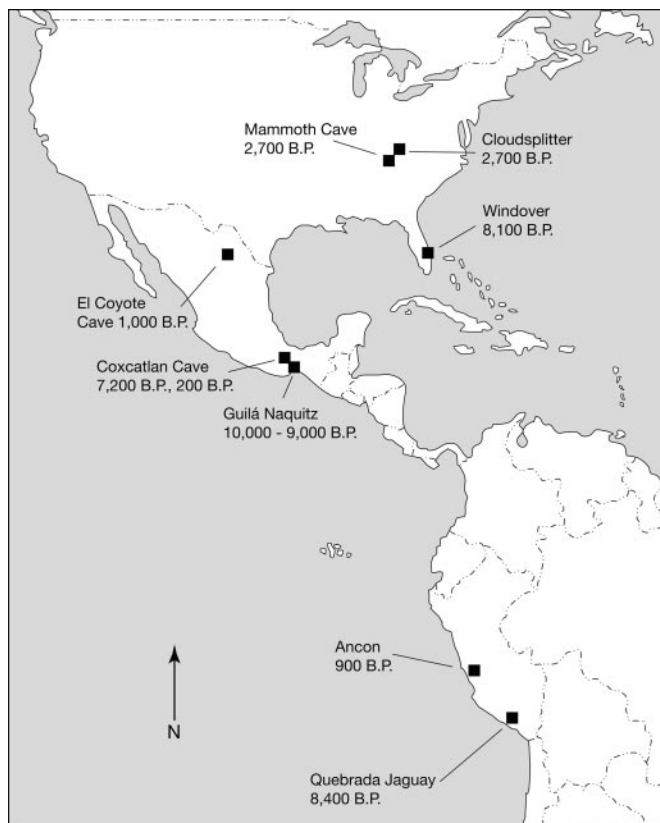 Mammoth Cave
2,700 B.P.
Cloudsplitter
2,700 B.P.
Windover
8,100 B.P.
El Coyote
Cave 1,000 B.P.
Coxcatlan Cave
7,200 B.P., 200 B.P.
Guilá Naquitz
10,000 - 9,000 B.P.
Ancon
900 B.P.
N
Quebrada Jaguay
8,400 B.P.